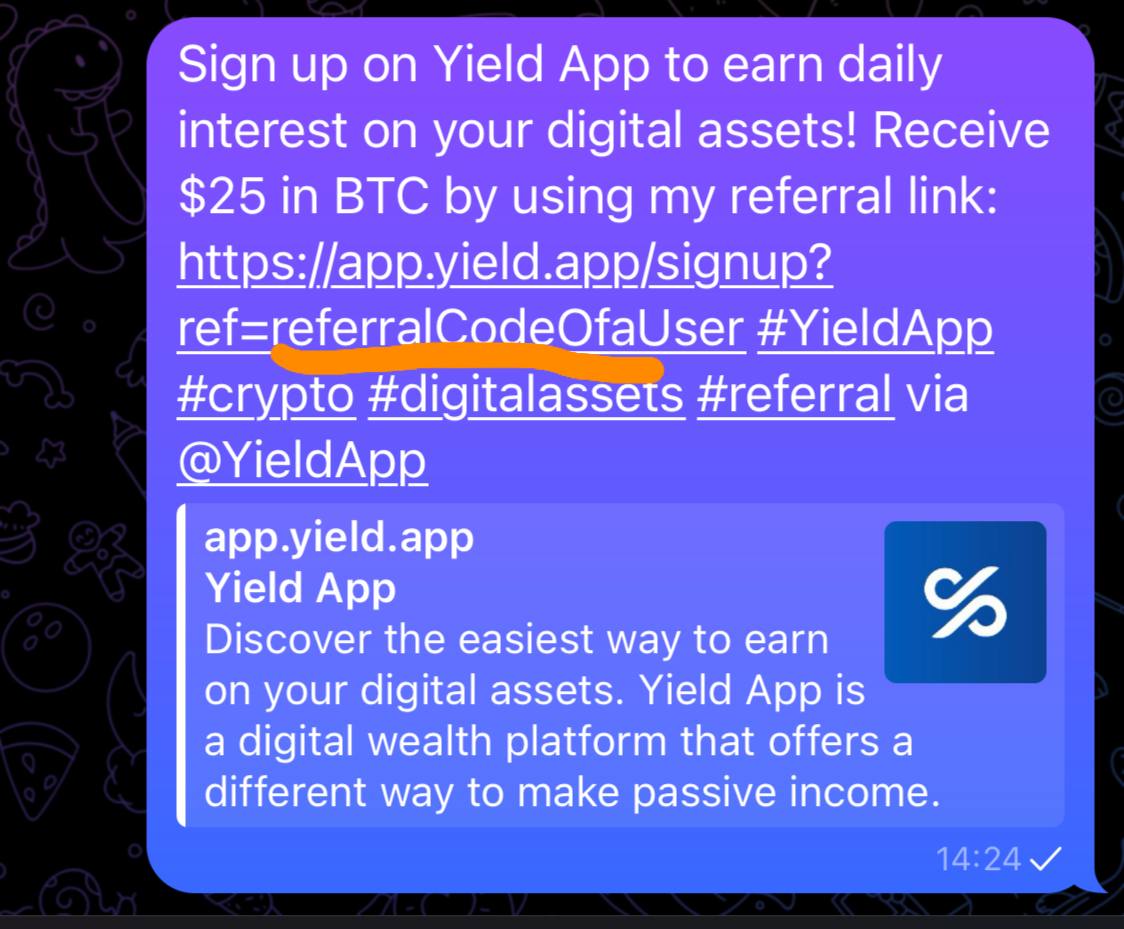 Sign up on Yield App to earn daily
interest on your digital assets! Receive
$25 in BTC by using my referral link:
https://app.yield.app/signup?
ref=referralCodeOfaUser #YieldApp
#crypto #digitalassets #referral via
@YieldApp
app.yield.app
Yield App
Discover the easiest way to earn
on your digital assets. Yield App is
a digital wealth platform that offers a
different way to make passive income.
14:24